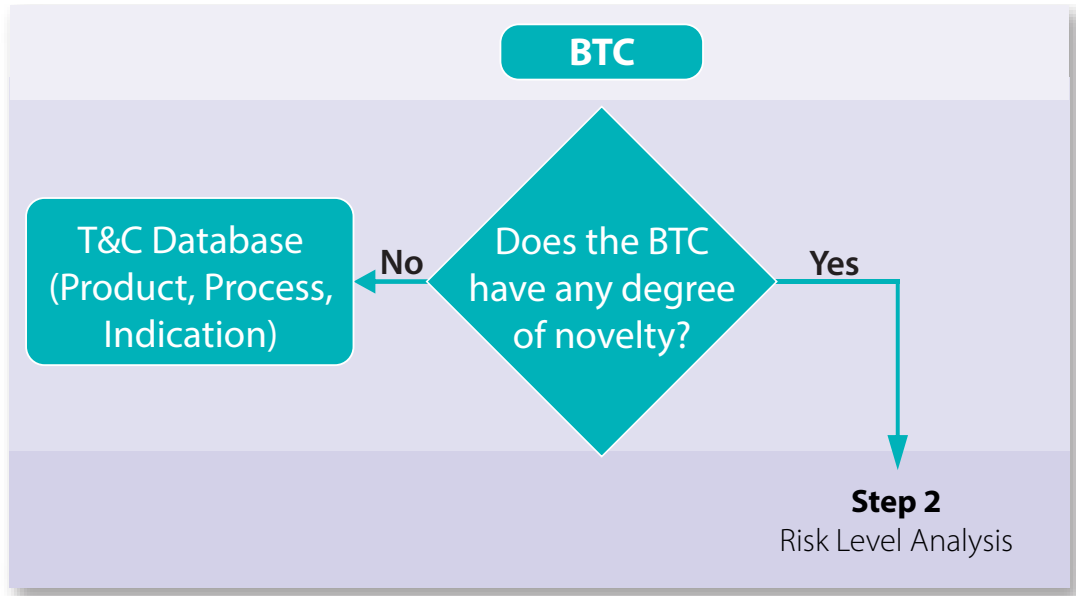 BTC
T&C Database
(Product, Process,
Indication)
No
Does the BTC
have any degree
of novelty?
Yes
Step 2
Risk Level Analysis